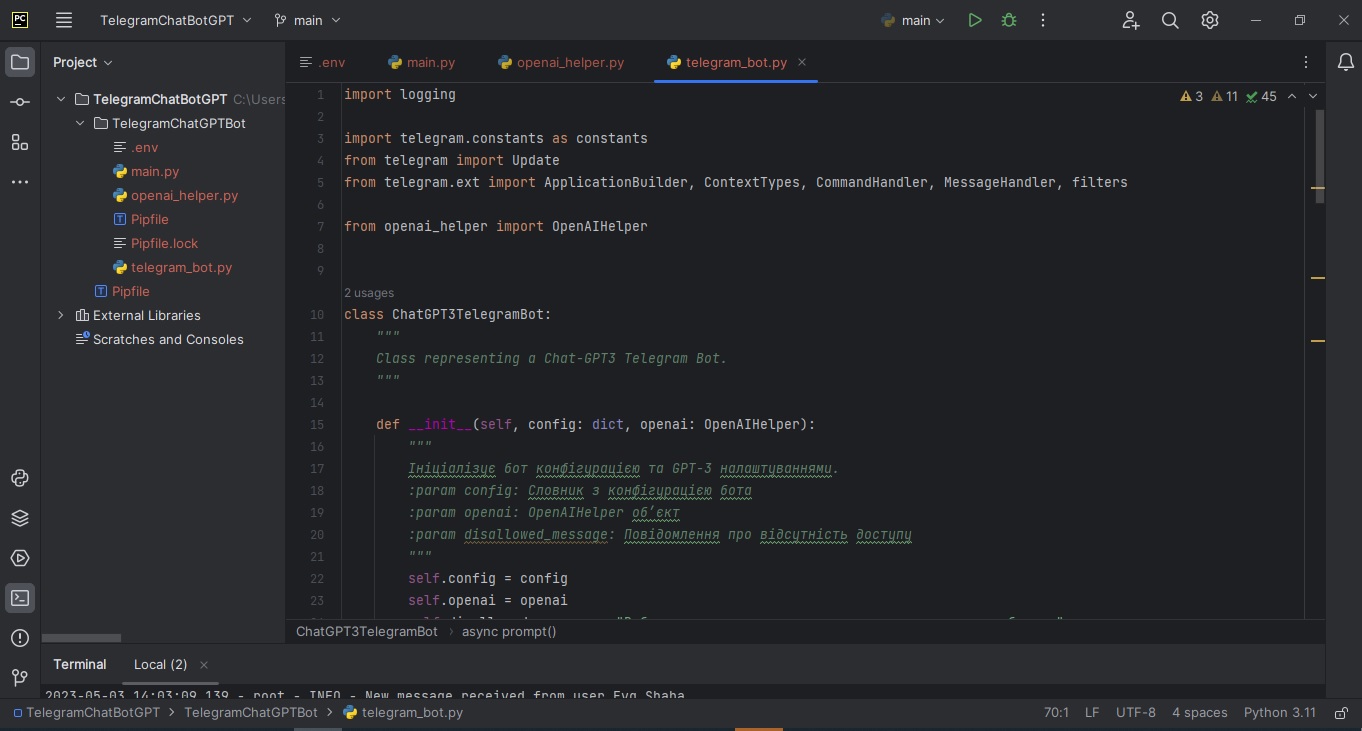 PC TelegramChatBotGPT main main
Project .env main.py openai_helper.py telegram_bot.py
TelegramChatBotGPT C:\Users
TelegramChatGPTBot
.env
main.py
openai_helper.py
Pipfile
Pipfile.lock
telegram_bot.py
Pipfile
External Libraries
Scratches and Consoles
3 11 45
1 import logging
2
3 import telegram.constants as constants
4 from telegram import Update
5 from telegram.ext import ApplicationBuilder, ContextTypes, CommandHandler, MessageHandler, filters
6
7 from openai_helper import OpenAIHelper
8
9
2 usages
10 class ChatGPT3TelegramBot:
11 """
12 Class representing a Chat-GPT3 Telegram Bot.
13 """
14
15 def __init__(self, config: dict, openai: OpenAIHelper):
16 """
17 Ініціалізує бот конфігурацією та GPT-3 налаштуваннями.
18 :param config: Словник з конфігурацією бота
19 :param openai: OpenAIHelper об’єкт
20 :param disallowed_message: Повідомлення про відсутність доступу
21 """
22 self.config = config
23 self.openai = openai
ChatGPT3TelegramBot › async prompt()
Terminal Local (2)
2023-05-03 14:03:09,139 - root - INFO - New message received from user Eva Shaha
TelegramChatBotGPT > TelegramChatGPTBot > telegram_bot.py 70:1 LF UTF-8 4 spaces Python 3.11